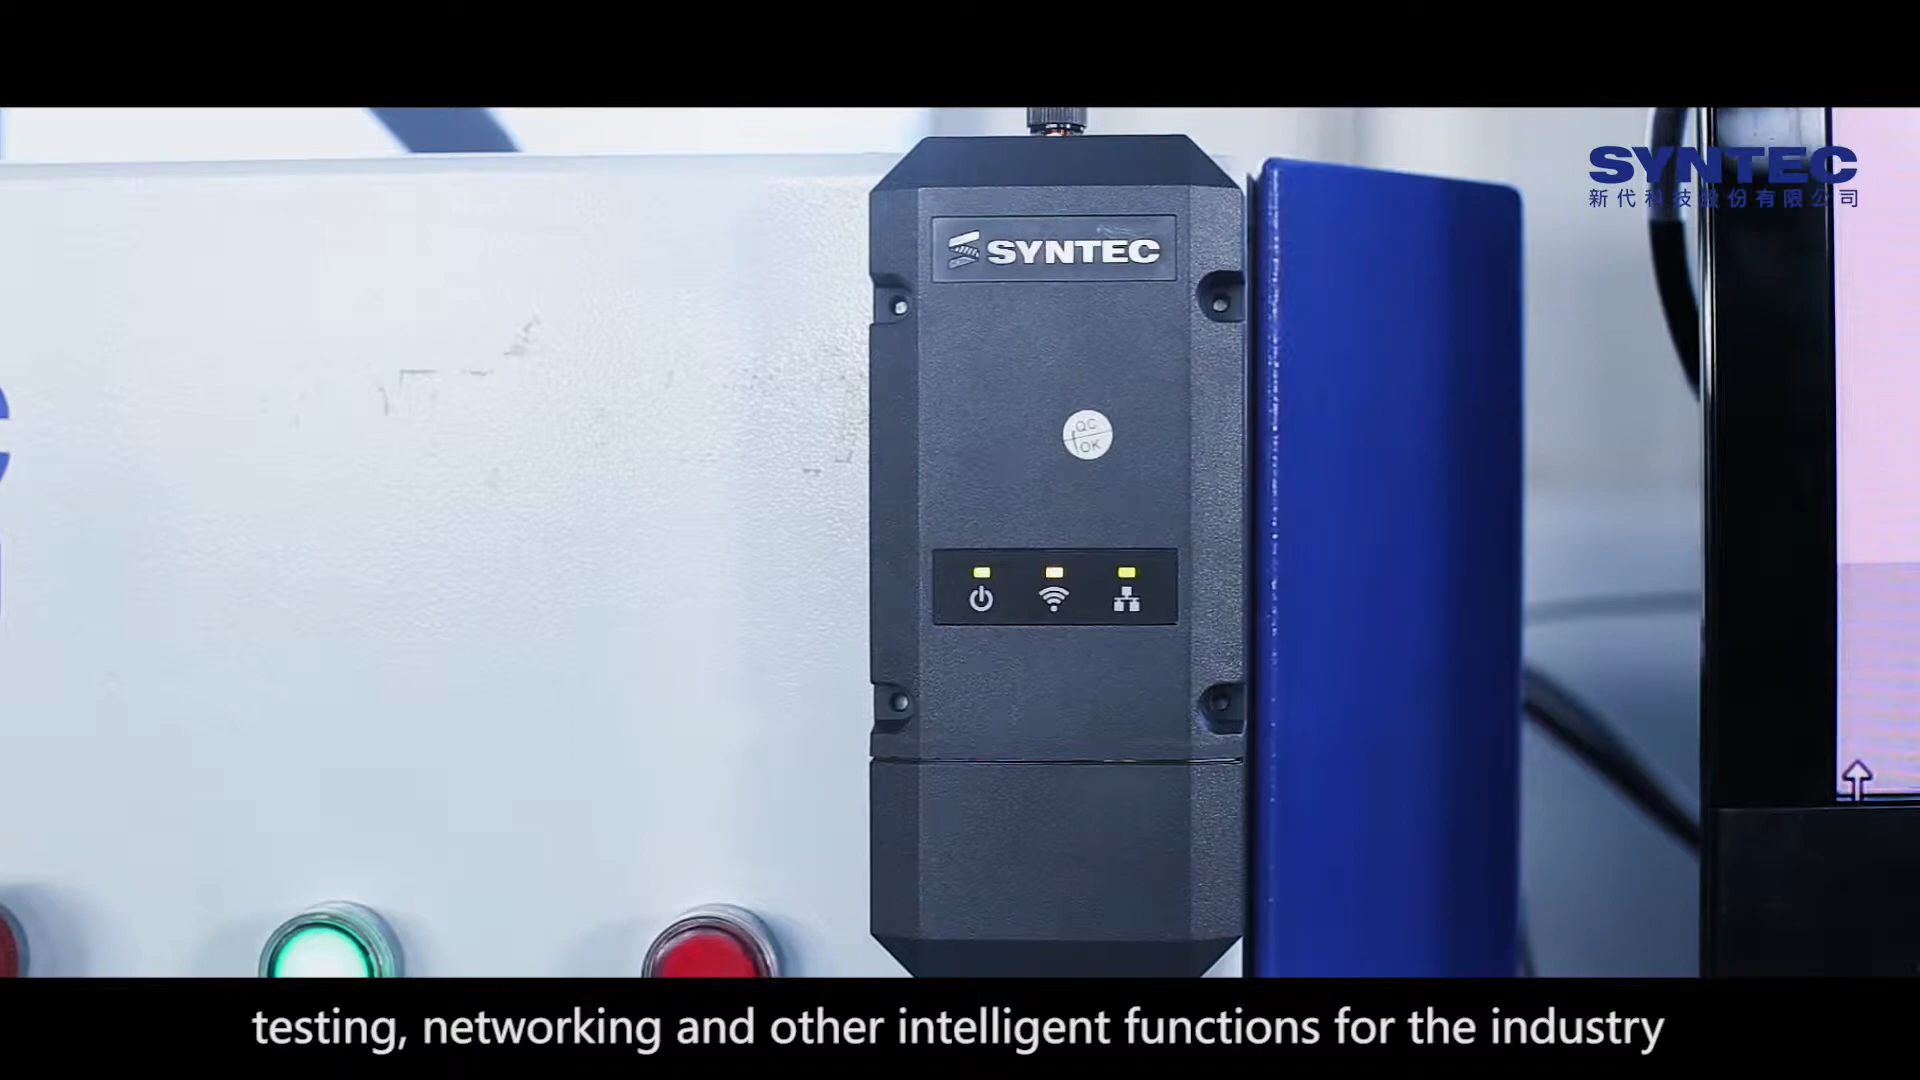 SYNTEC
新代科技股份有限公司
SYNTEC
QC
OK
testing, networking and other intelligent functions for the industry